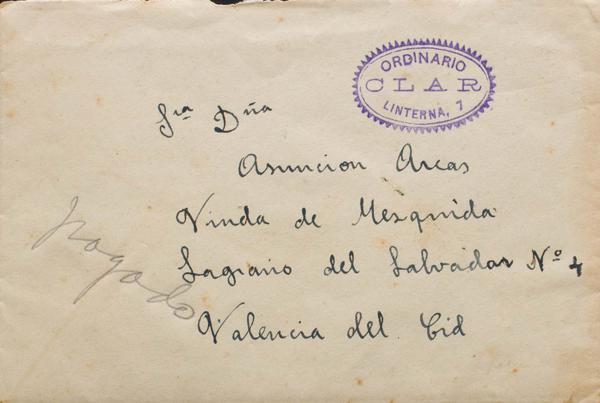 ORDINARIO
CLAR
LINTERNA, 7
Sra Dña
Asuncion Arcas
Viuda de Mesquida
Sagrario del Salvador Nº 4
pagado
Valencia del Cid